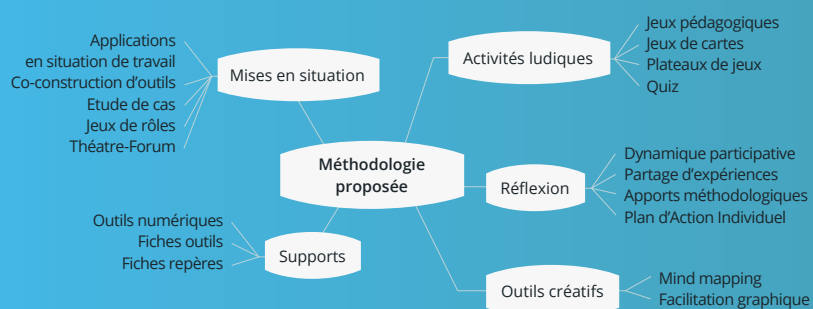 Applications
en situation de travail
Co-construction d'outils
Etude de cas
Jeux de rôles
Théatre-Forum
Mises en situation
Activités ludiques
Jeux pédagogiques
Jeux de cartes
Plateaux de jeux
Quiz
Méthodologie
proposée
Réflexion
Dynamique participative
Partage d'expériences
Apports méthodologiques
Plan d'Action Individuel
Outils numériques
Fiches outils
Fiches repères
Supports
Outils créatifs
Mind mapping
Facilitation graphique